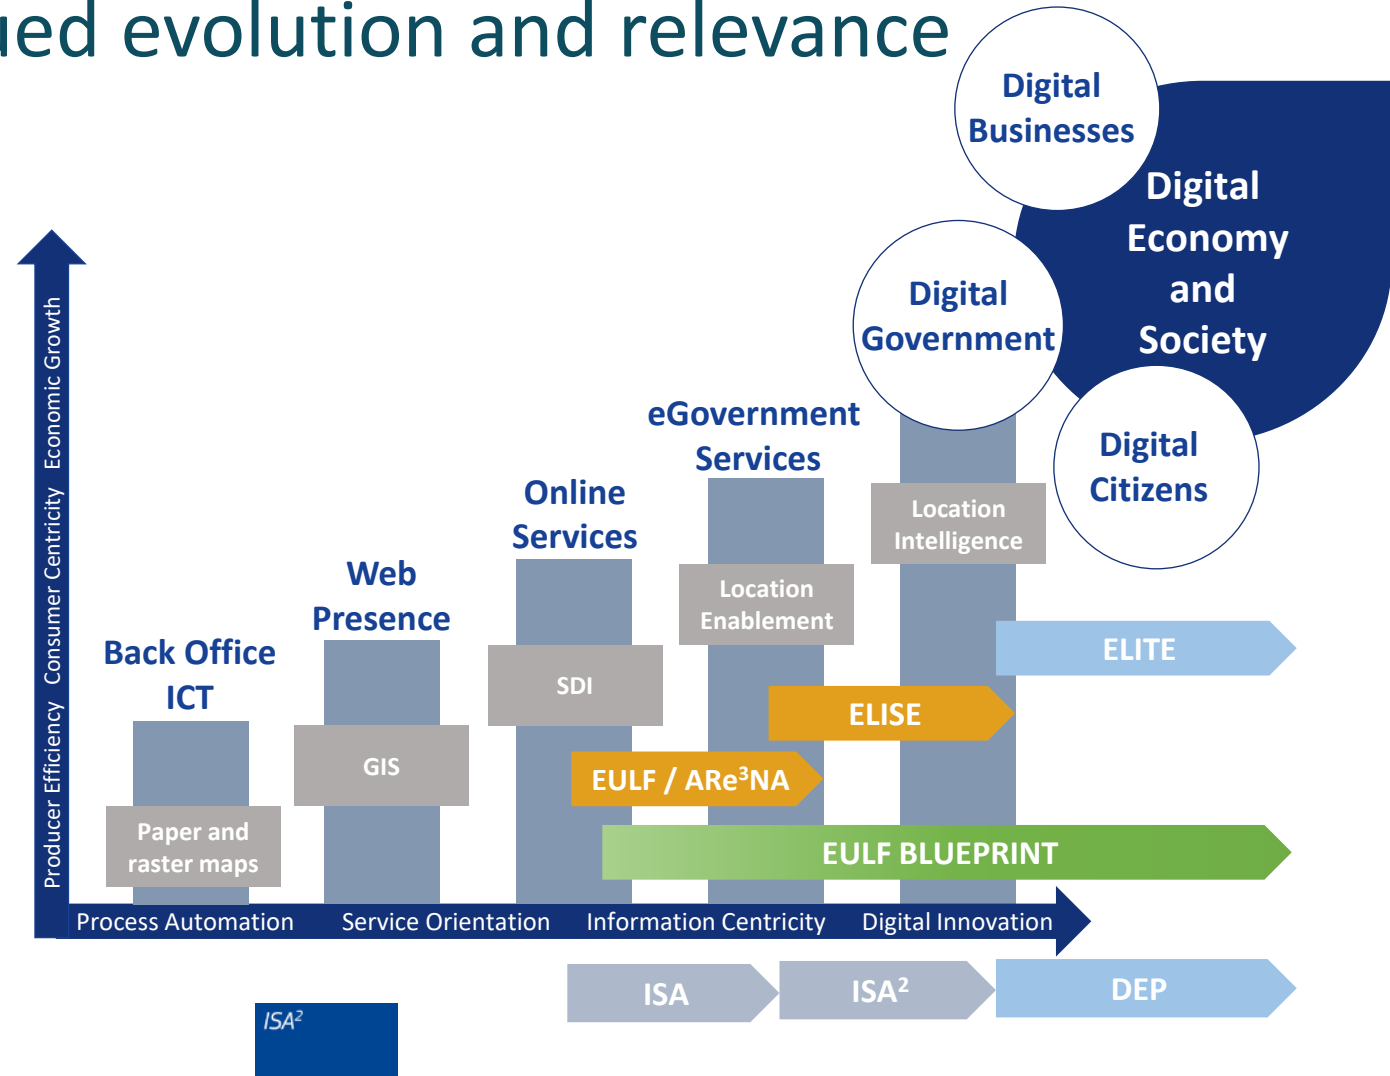 ued evolution and relevance
Digital
Businesses
Digital
Economy
and
Society
Digital
Government
Digital
Citizens
eGovernment
Services
Online
Services
Web
Presence
Back Office
ICT
Location
Intelligence
Location
Enablement
SDI
GIS
Paper and
raster maps
ELITE
ELISE
EULF / ARe³NA
EULF BLUEPRINT
Producer Efficiency Consumer Centricity Economic Growth
Process Automation Service Orientation Information Centricity Digital Innovation
ISA
ISA²
DEP
ISA²